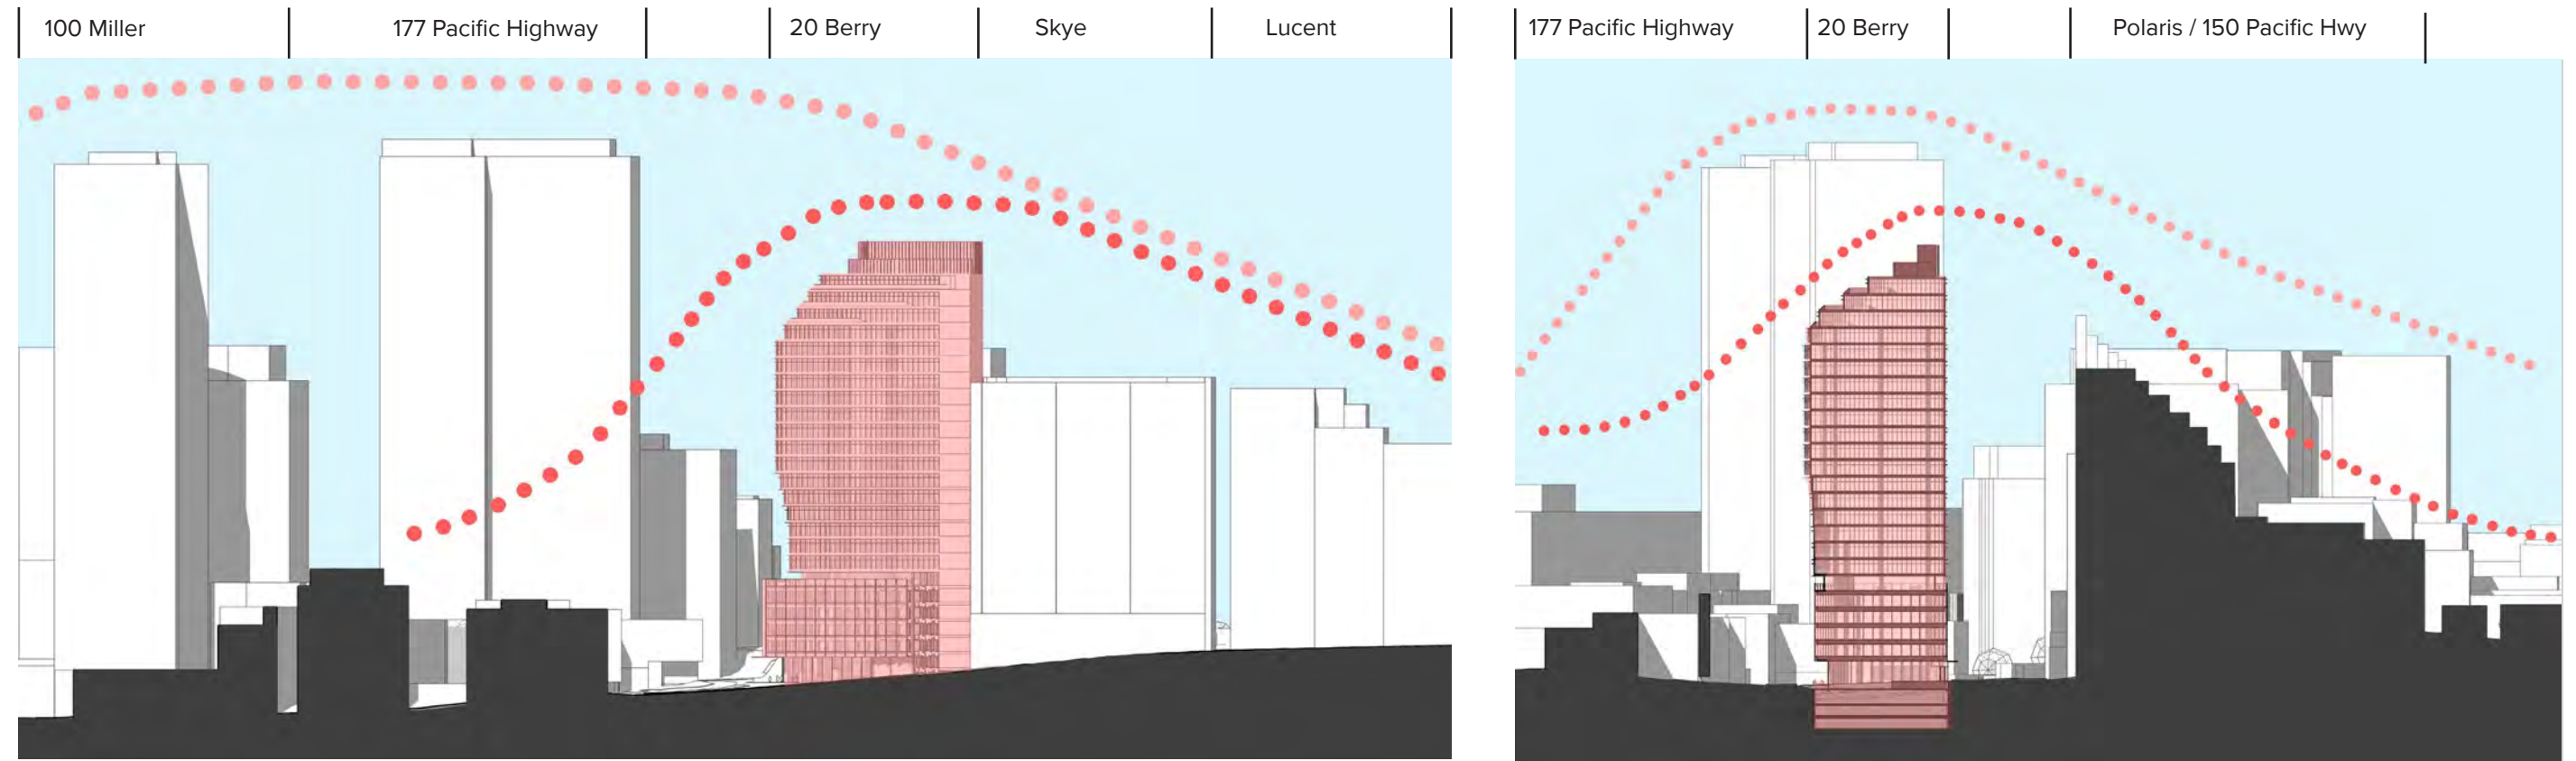 100 Miller
177 Pacific Highway
20 Berry
Skye
Lucent
177 Pacific Highway
20 Berry
Polaris / 150 Pacific Hwy